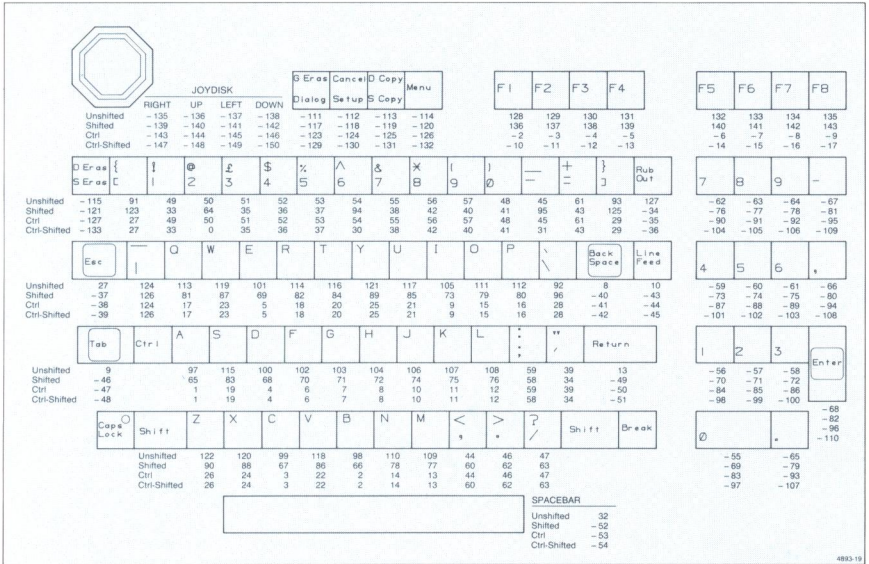 G Eras Cancel D Copy Menu
Dialog Setup S Copy
F1 F2 F3 F4
F5 F6 F7 F8
JOYDISK
RIGHT UP LEFT DOWN
Unshifted -135 -136 -137 -138 -111 -112 -113 -114 128 129 130 131 132 133 134 135
Shifted -139 -140 -141 -142 -117 -118 -119 -120 136 137 138 139 140 141 142 143
Ctrl -143 -144 -145 -146 -123 -124 -125 -126 -2 -3 -4 -5 -6 -7 -8 -9
Ctrl-Shifted -147 -148 -149 -150 -129 -130 -131 -132 -10 -11 -12 -13 -14 -15 -16 -17
D Eras { ! @ £ $ % ^ & * ( ) _ + } Rub Out
S Eras [ 1 2 3 4 5 6 7 8 9 0 - = ] 7 8 9 -
Unshifted -115 91 49 50 51 52 53 54 55 56 57 48 45 61 93 127 -62 -63 -64 -67
Shifted -121 123 33 64 35 36 37 94 38 42 40 41 95 43 125 -34 -76 -77 -78 -81
Ctrl -127 27 49 50 51 52 53 54 55 56 57 48 45 61 29 -35 -90 -91 -92 -95
Ctrl-Shifted -133 27 33 0 35 36 37 30 38 42 40 41 31 43 29 -36 -104 -105 -106 -109
Esc | Q W E R T Y U I O P \ Back Space Line Feed 4 5 6 ,
Unshifted 27 124 113 119 101 114 116 121 117 105 111 112 92 8 10 -59 -60 -61 -66
Shifted -37 126 81 87 69 82 84 89 85 73 79 80 96 -40 -43 -73 -74 -75 -80
Ctrl -38 124 17 23 5 18 20 25 21 9 15 16 28 -41 -44 -87 -88 -89 -94
Ctrl-Shifted -39 126 17 23 5 18 20 25 21 9 15 16 28 -42 -45 -101 -102 -103 -108
Tab Ctrl A S D F G H J K L : ; " ' Return 1 2 3 Enter
Unshifted 9 97 115 100 102 103 104 106 107 108 59 39 13 -56 -57 -58
Shifted -46 65 83 68 70 71 72 74 75 76 58 34 -49 -70 -71 -72
Ctrl -47 1 19 4 6 7 8 10 11 12 59 39 -50 -84 -85 -86
Ctrl-Shifted -48 1 19 4 6 7 8 10 11 12 58 34 -51 -98 -99 -100
-68
-82
-96
-110
Caps Lock Shift Z X C V B N M < , > . ? / Shift Break 0 .
Unshifted 122 120 99 118 98 110 109 44 46 47 -55 -65
Shifted 90 88 67 86 66 78 77 60 62 63 -69 -79
Ctrl 26 24 3 22 2 14 13 44 46 47 -83 -93
Ctrl-Shifted 26 24 3 22 2 14 13 60 62 63 -97 -107
SPACEBAR
Unshifted 32
Shifted -52
Ctrl -53
Ctrl-Shifted -54
4893-19